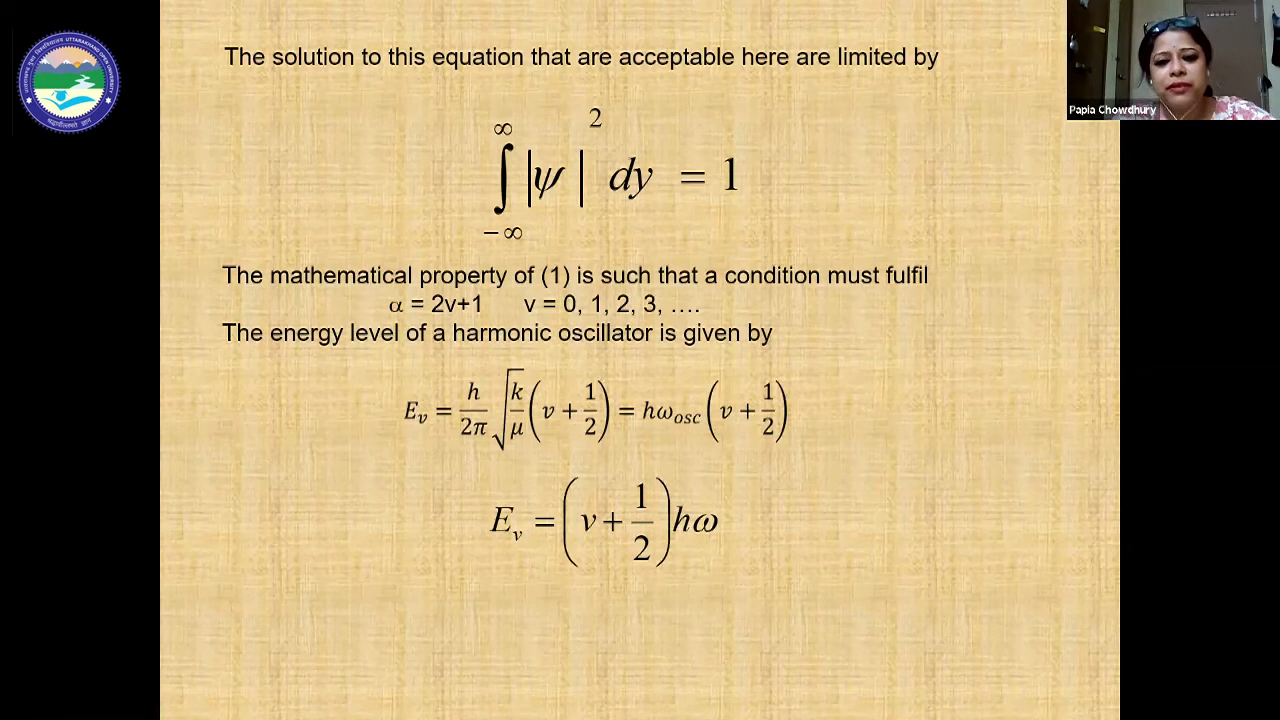 The solution to this equation that are acceptable here are limited by
∫_{-∞}^{∞} |ψ|^2 dy = 1
The mathematical property of (1) is such that a condition must fulfil
α = 2v+1 v = 0, 1, 2, 3, ….
The energy level of a harmonic oscillator is given by
E_v = h/2π √(k/μ) (v + 1/2) = hω_osc (v + 1/2)
E_v = (v + 1/2) hω
Papia Chowdhury